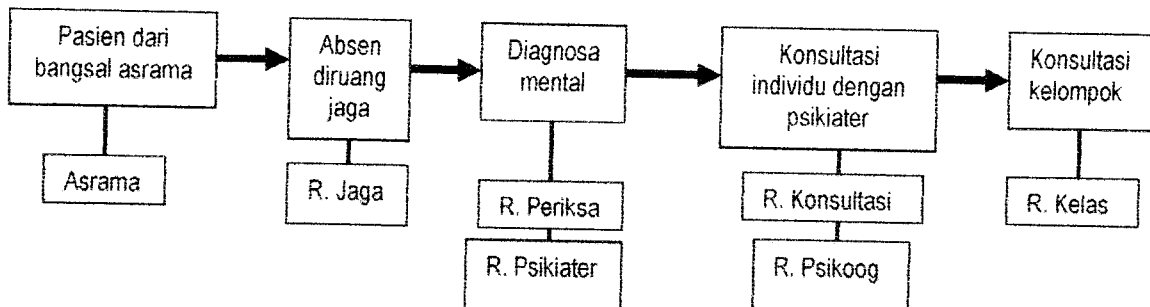 Pasien dari
bangsal asrama
Absen
diruang
jaga
Diagnosa
mental
Konsultasi
individu dengan
psikiater
Konsultasi
kelompok
Asrama
R. Jaga
R. Periksa
R. Konsultasi
R. Kelas
R. Psikiater
R. Psikoog